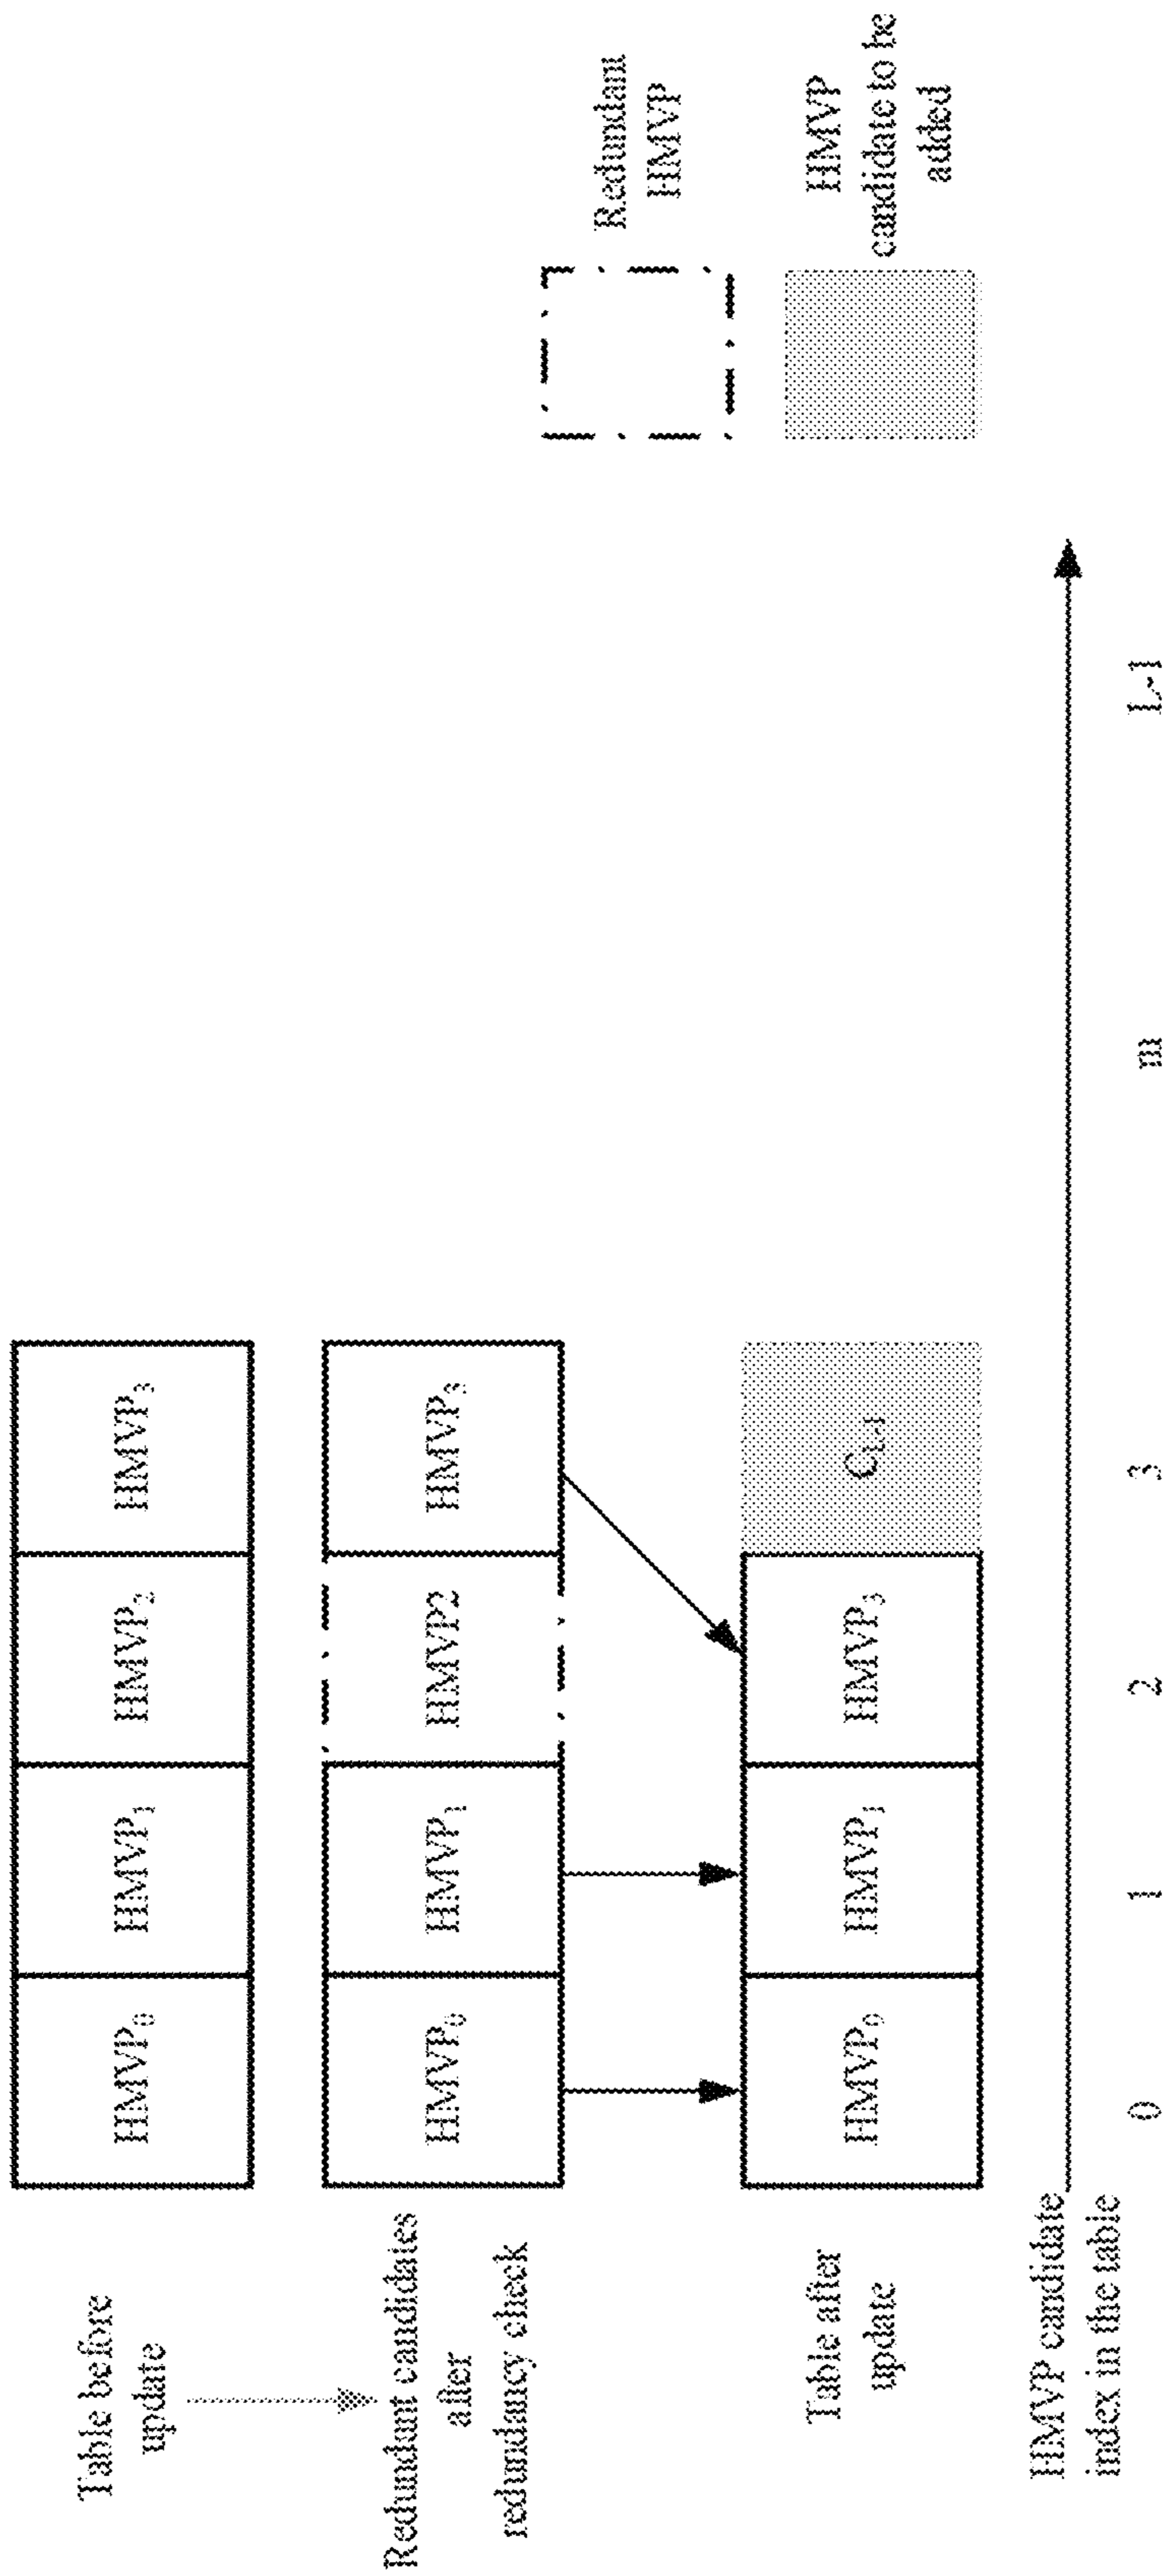 Table before
update
HMVP₀
HMVP₁
HMVP₂
HMVP₃
Redundant candidates
after
redundancy check
HMVP₀
HMVP₁
HMVP2
HMVP₃
Redundant
HMVP
Table after
update
HMVP₀
HMVP₁
HMVP₃
C_{L-1}
HMVP
candidate to be
added
HMVP candidate
index in the table
0
1
2
3
m
L-1